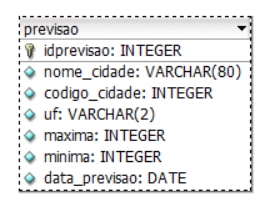 previsao
idprevisao: INTEGER
nome_cidade: VARCHAR(80)
codigo_cidade: INTEGER
uf: VARCHAR(2)
maxima: INTEGER
minima: INTEGER
data_previsao: DATE